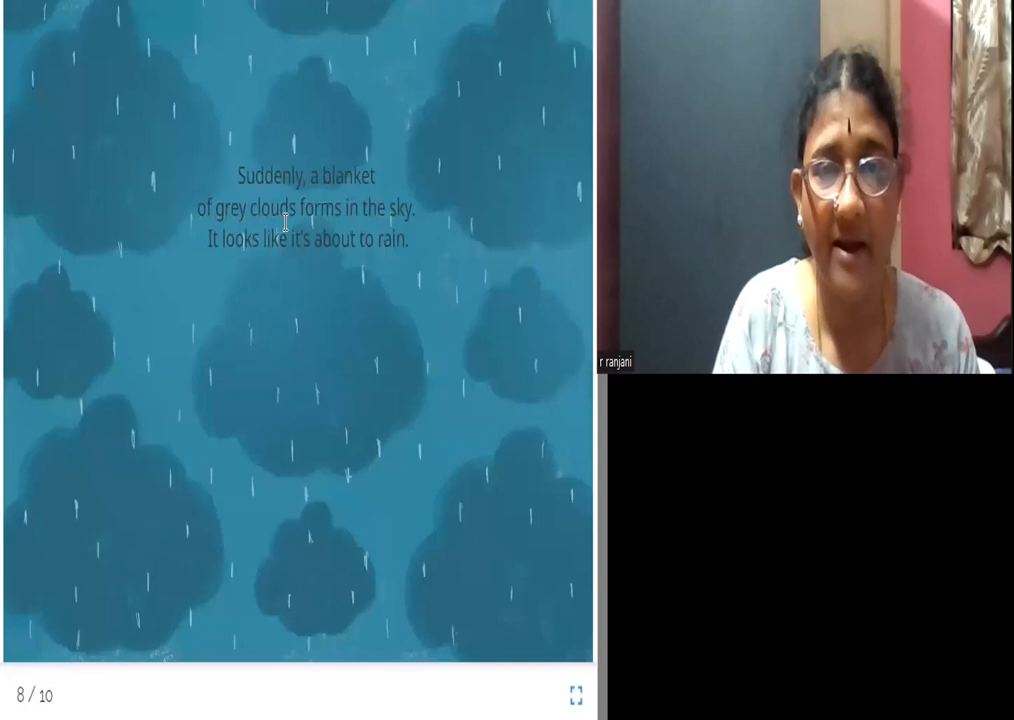 Suddenly, a blanket
of grey clouds forms in the sky.
It looks like it's about to rain.
r ranjani
8 / 10